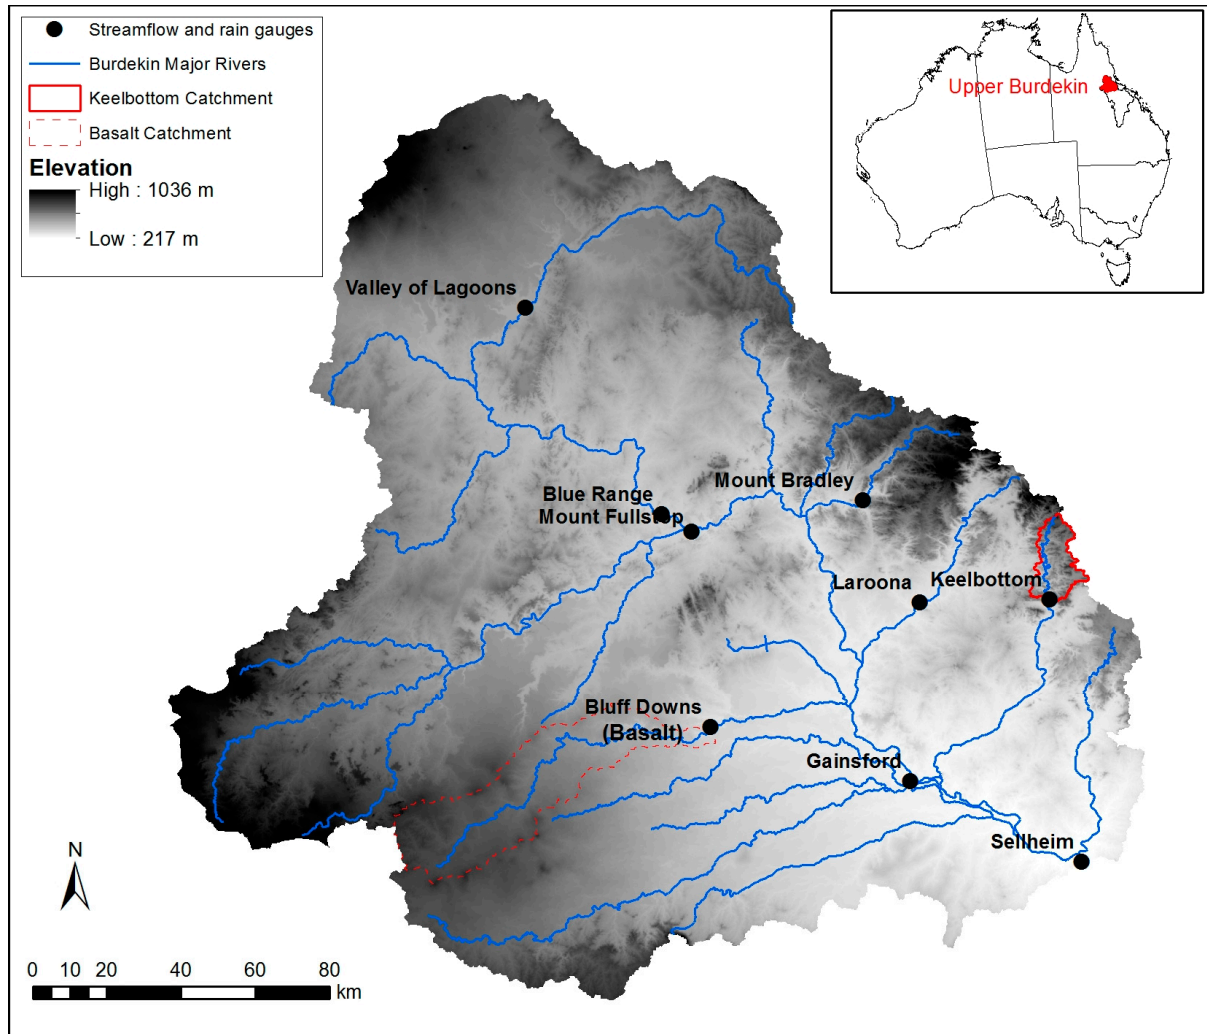 Streamflow and rain gauges
Burdekin Major Rivers
Keelbottom Catchment
Basalt Catchment
Elevation
High : 1036 m
Low : 217 m
Upper Burdekin
Valley of Lagoons
Mount Bradley
Blue Range
Mount Fullstop
Laroona
Keelbottom
Bluff Downs
(Basalt)
Gainsford
Sellheim
N
0 10 20 40 60 80
km